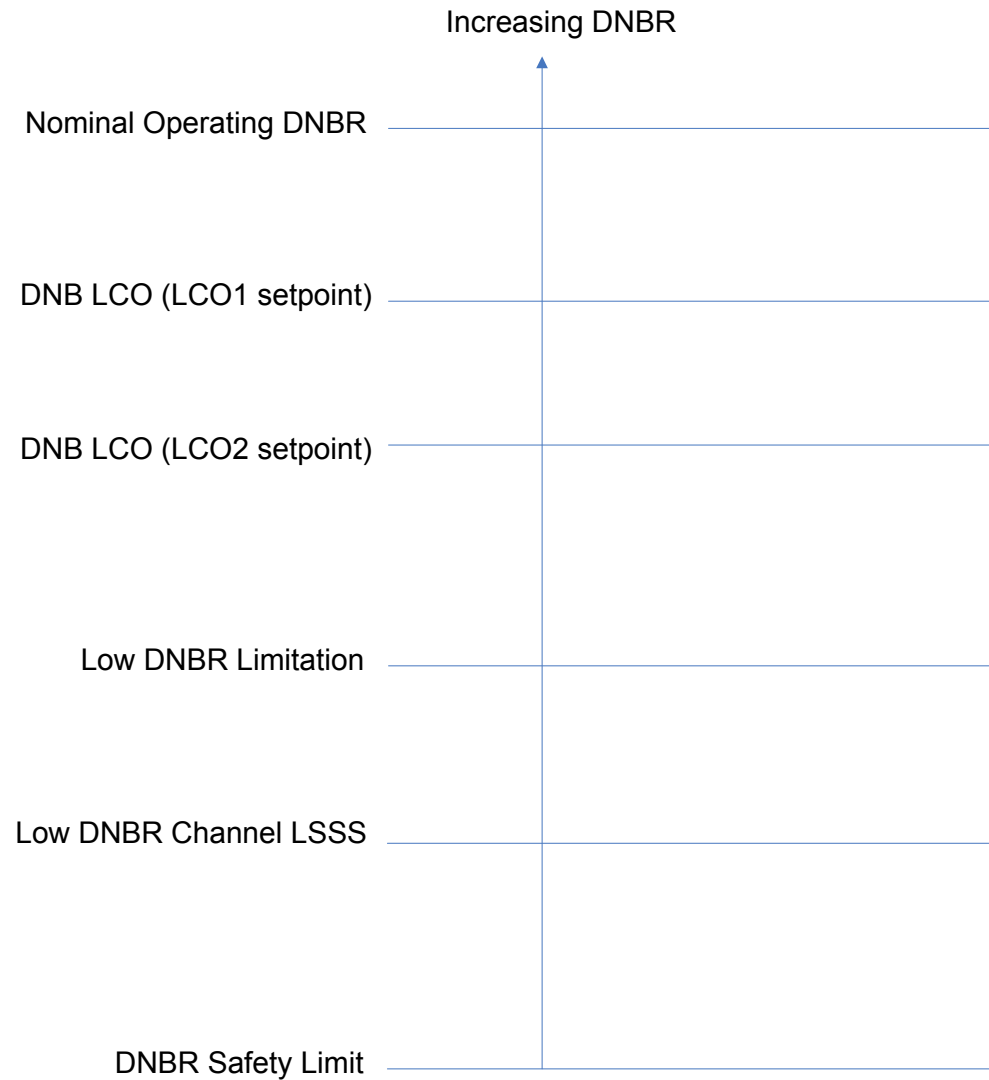 Increasing DNBR
Nominal Operating DNBR
DNB LCO (LCO1 setpoint)
DNB LCO (LCO2 setpoint)
Low DNBR Limitation
Low DNBR Channel LSSS
DNBR Safety Limit